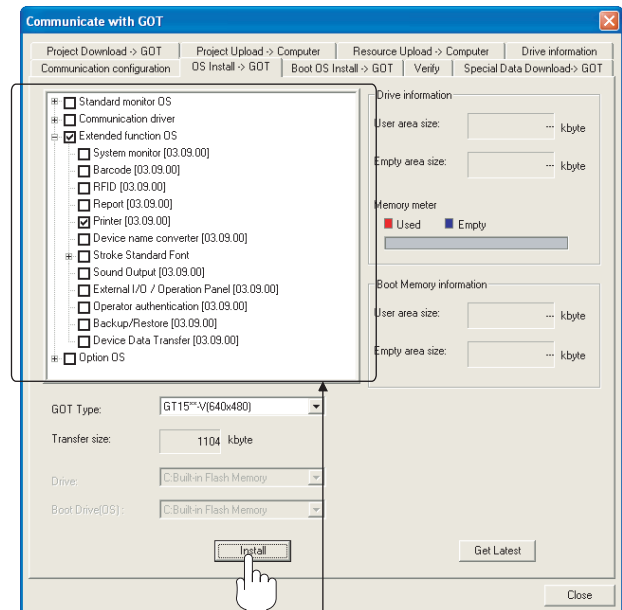 Communicate with GOT
Project Download -> GOT Project Upload -> Computer Resource Upload -> Computer Drive information
Communication configuration OS Install -> GOT Boot OS Install -> GOT Verify Special Data Download-> GOT
Standard monitor OS
Communication driver
Extended function OS
System monitor [03.09.00]
Barcode [03.09.00]
RFID [03.09.00]
Report [03.09.00]
Printer [03.09.00]
Device name converter [03.09.00]
Stroke Standard Font
Sound Output [03.09.00]
External I/O / Operation Panel [03.09.00]
Operator authentication [03.09.00]
Backup/Restore [03.09.00]
Device Data Transfer [03.09.00]
Option OS
Drive information
User area size: --- kbyte
Empty area size: --- kbyte
Memory meter
Used Empty
Boot Memory information
User area size: --- kbyte
Empty area size: --- kbyte
GOT Type: GT15**-V(640x480)
Transfer size: 1104 kbyte
Drive: C:Built-in Flash Memory
Boot Drive(OS) : C:Built-in Flash Memory
Install Get Latest
Close